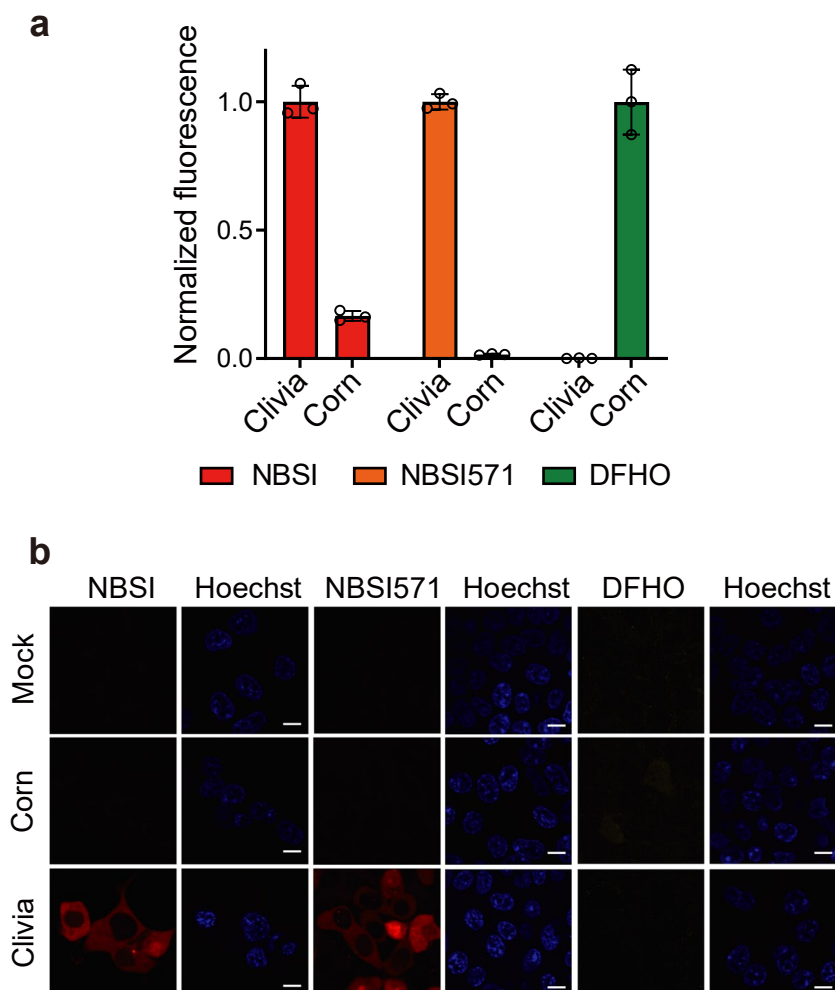 a
Normalized fluorescence
1.0
0.5
0.0
Clivia Corn Clivia Corn Clivia Corn
NBSI NBSI571 DFHO
b
NBSI Hoechst NBSI571 Hoechst DFHO Hoechst
Mock
Corn
Clivia